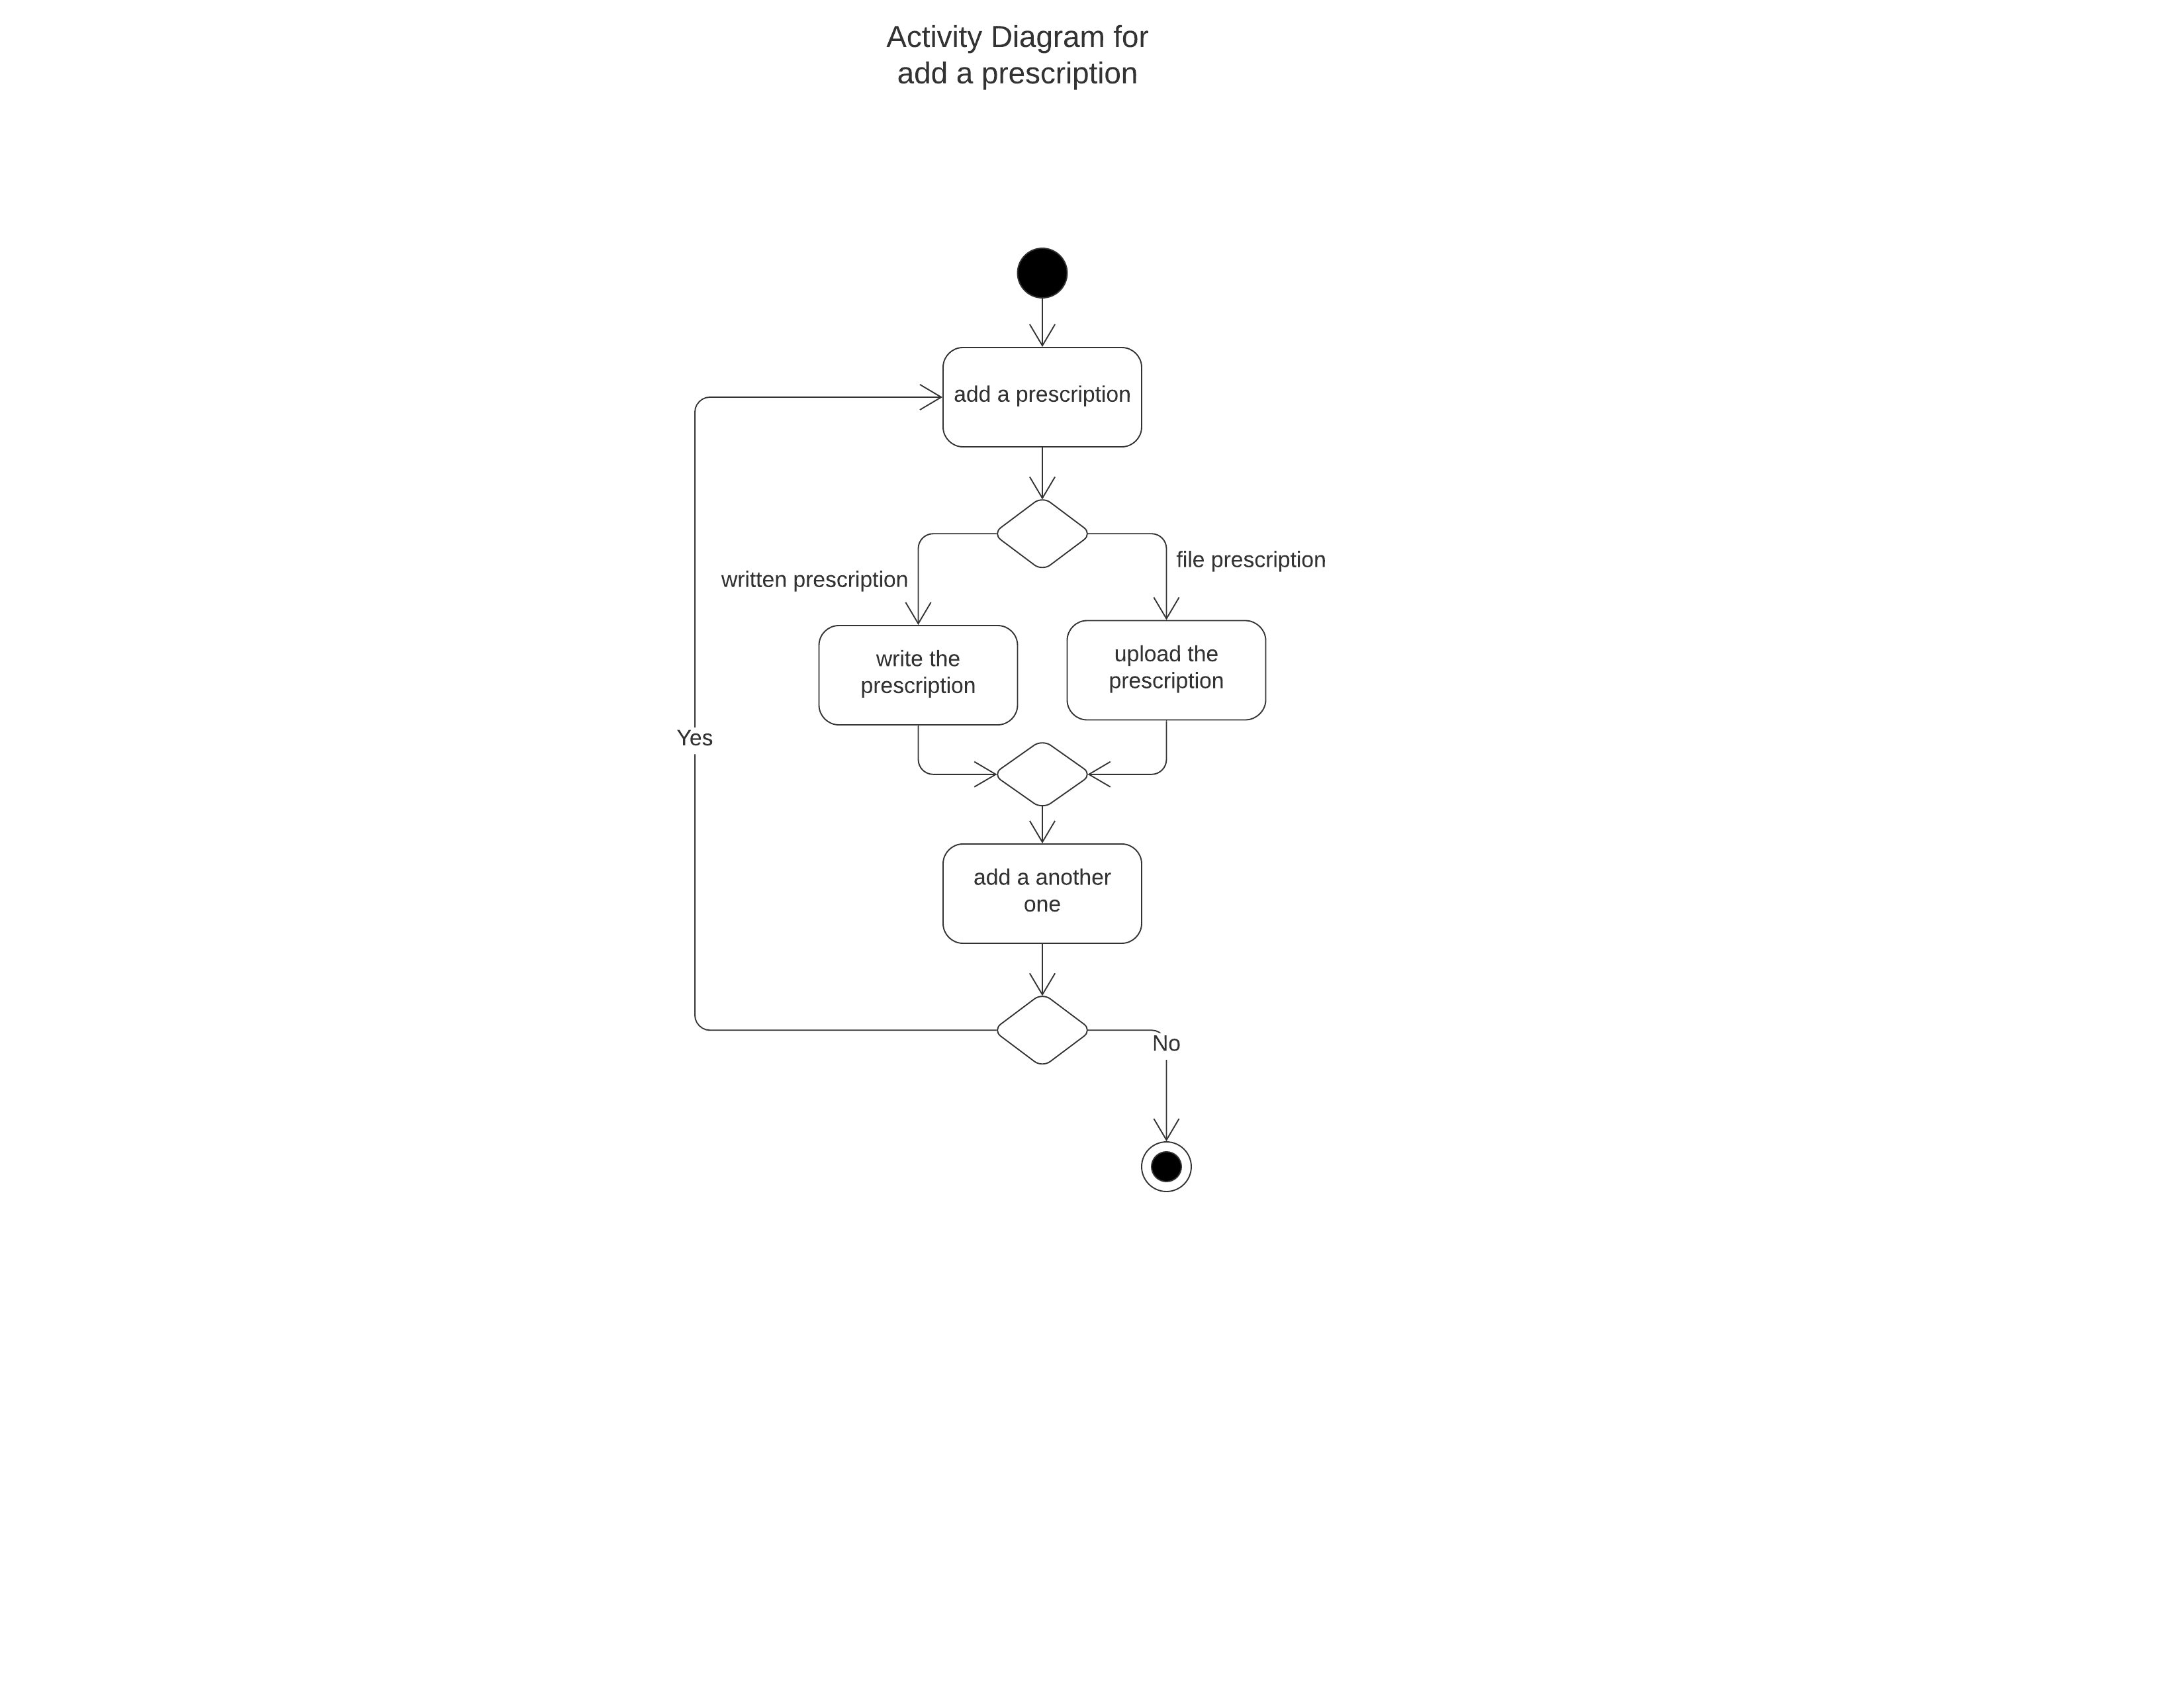 Activity Diagram for
add a prescription
add a prescription
file prescription
written prescription
write the
prescription
upload the
prescription
Yes
add a another
one
No